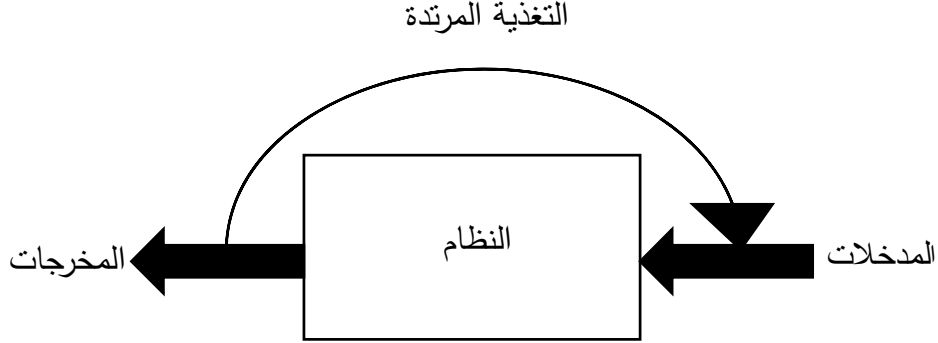 التغذية المرتدة
النظام
المدخلات
المخرجات